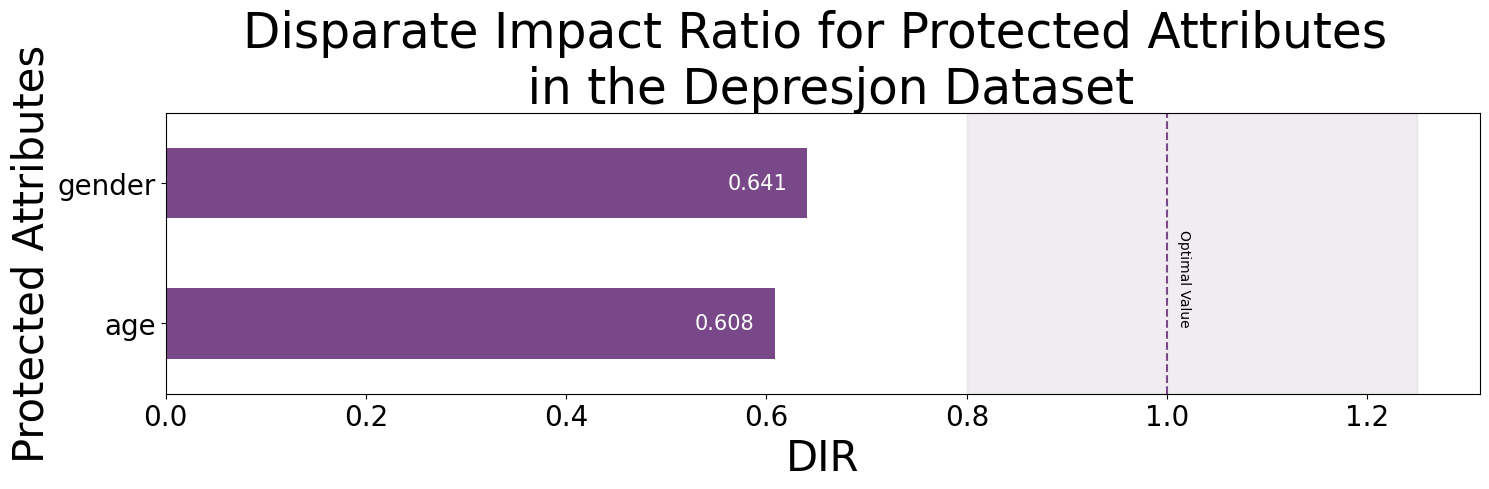 Disparate Impact Ratio for Protected Attributes
in the Depresjon Dataset
Protected Attributes
gender
0.641
age
0.608
Optimal Value
0.0 0.2 0.4 0.6 0.8 1.0 1.2
DIR